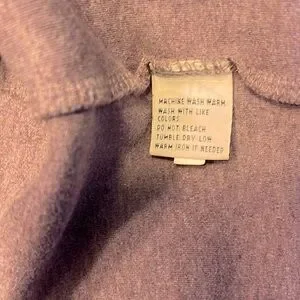 MACHINE WASH WARM
WASH WITH LIKE
COLORS
DO NOT BLEACH
TUMBLE DRY LOW
WARM IRON IF NEEDED